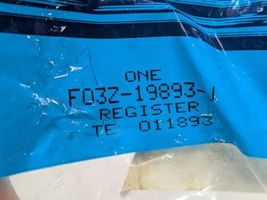 ONE
F03Z-19893-J
REGISTER
TE 011893